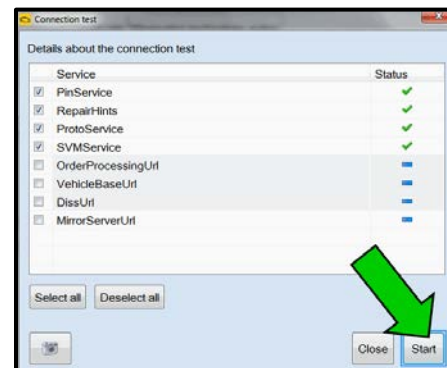 Connection test
Details about the connection test
Service Status
PinService
RepairHints
ProtoService
SVMService
OrderProcessingUrl
VehicleBaseUrl
DissUrl
MirrorServerUrl
Select all Deselect all
Close Start